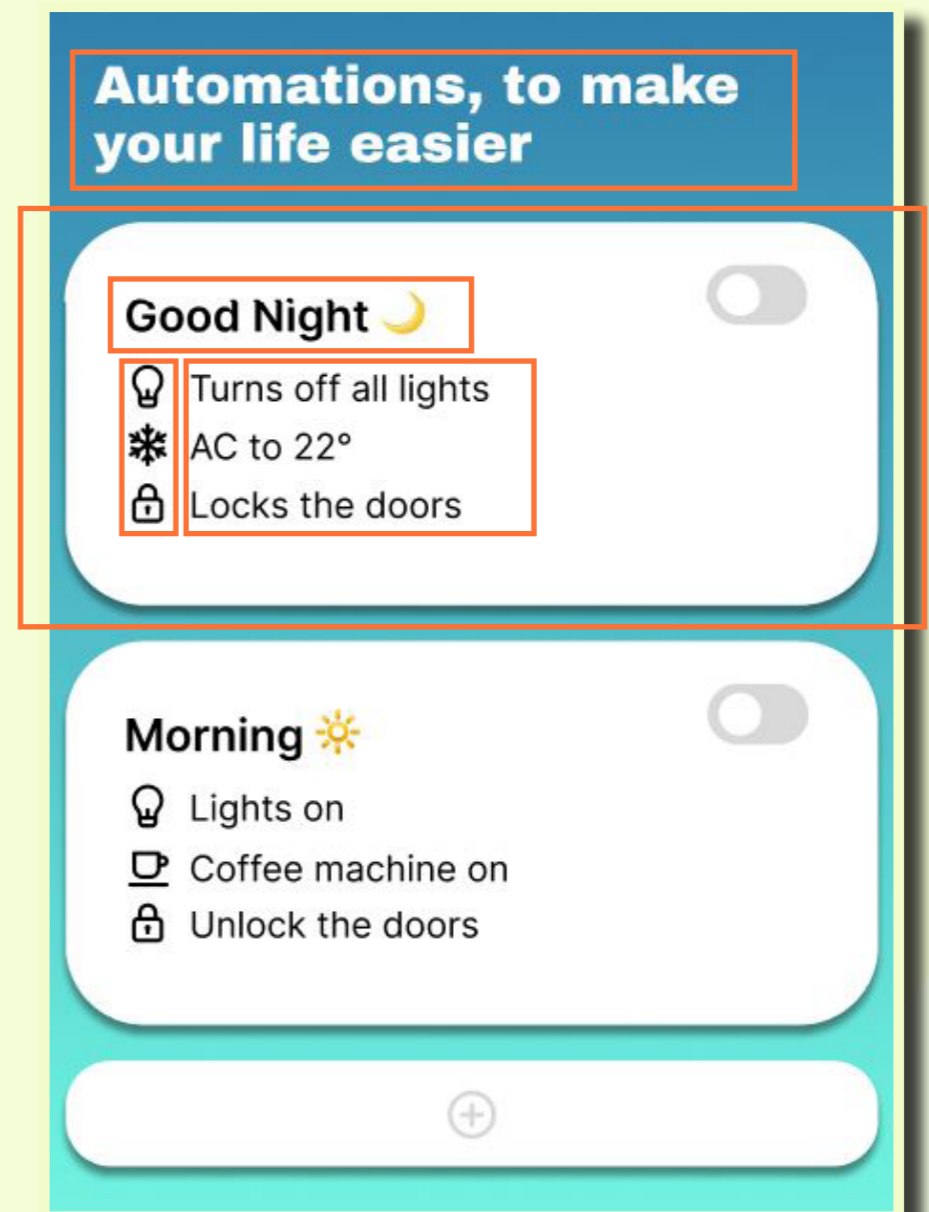 Automations, to make
your life easier
Good Night 🌙
Turns off all lights
AC to 22°
Locks the doors
Morning 🔆
Lights on
Coffee machine on
Unlock the doors